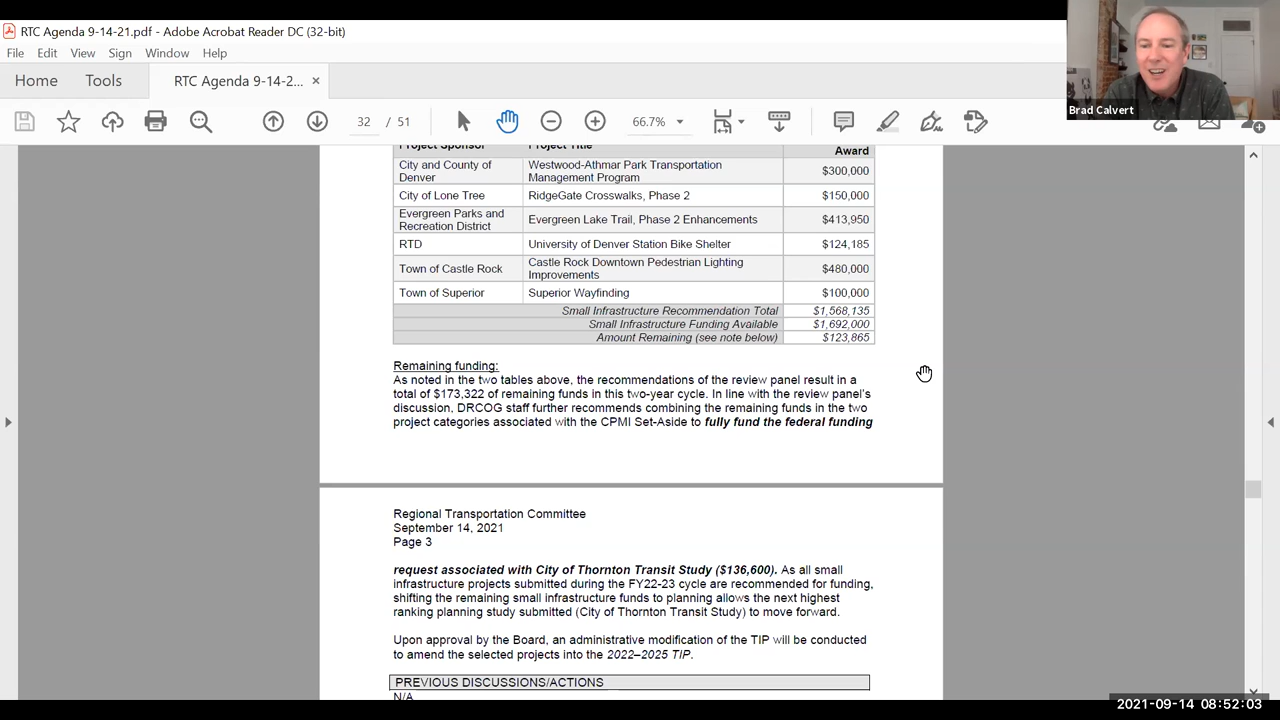 RTC Agenda 9-14-21.pdf - Adobe Acrobat Reader DC (32-bit)
File Edit View Sign Window Help
Home Tools RTC Agenda 9-14-2... ×
32 / 51 66.7%
Brad Calvert
Project Sponsor Project Title Award
City and County of Denver Westwood-Athmar Park Transportation Management Program $300,000
City of Lone Tree RidgeGate Crosswalks, Phase 2 $150,000
Evergreen Parks and Recreation District Evergreen Lake Trail, Phase 2 Enhancements $413,950
RTD University of Denver Station Bike Shelter $124,185
Town of Castle Rock Castle Rock Downtown Pedestrian Lighting Improvements $480,000
Town of Superior Superior Wayfinding $100,000
Small Infrastructure Recommendation Total $1,568,135
Small Infrastructure Funding Available $1,692,000
Amount Remaining (see note below) $123,865
Remaining funding:
As noted in the two tables above, the recommendations of the review panel result in a
total of $173,322 of remaining funds in this two-year cycle. In line with the review panel's
discussion, DRCOG staff further recommends combining the remaining funds in the two
project categories associated with the CPMI Set-Aside to fully fund the federal funding
Regional Transportation Committee
September 14, 2021
Page 3
request associated with City of Thornton Transit Study ($136,600). As all small
infrastructure projects submitted during the FY22-23 cycle are recommended for funding,
shifting the remaining small infrastructure funds to planning allows the next highest
ranking planning study submitted (City of Thornton Transit Study) to move forward.
Upon approval by the Board, an administrative modification of the TIP will be conducted
to amend the selected projects into the 2022–2025 TIP.
PREVIOUS DISCUSSIONS/ACTIONS
N/A
2021-09-14 08:52:03